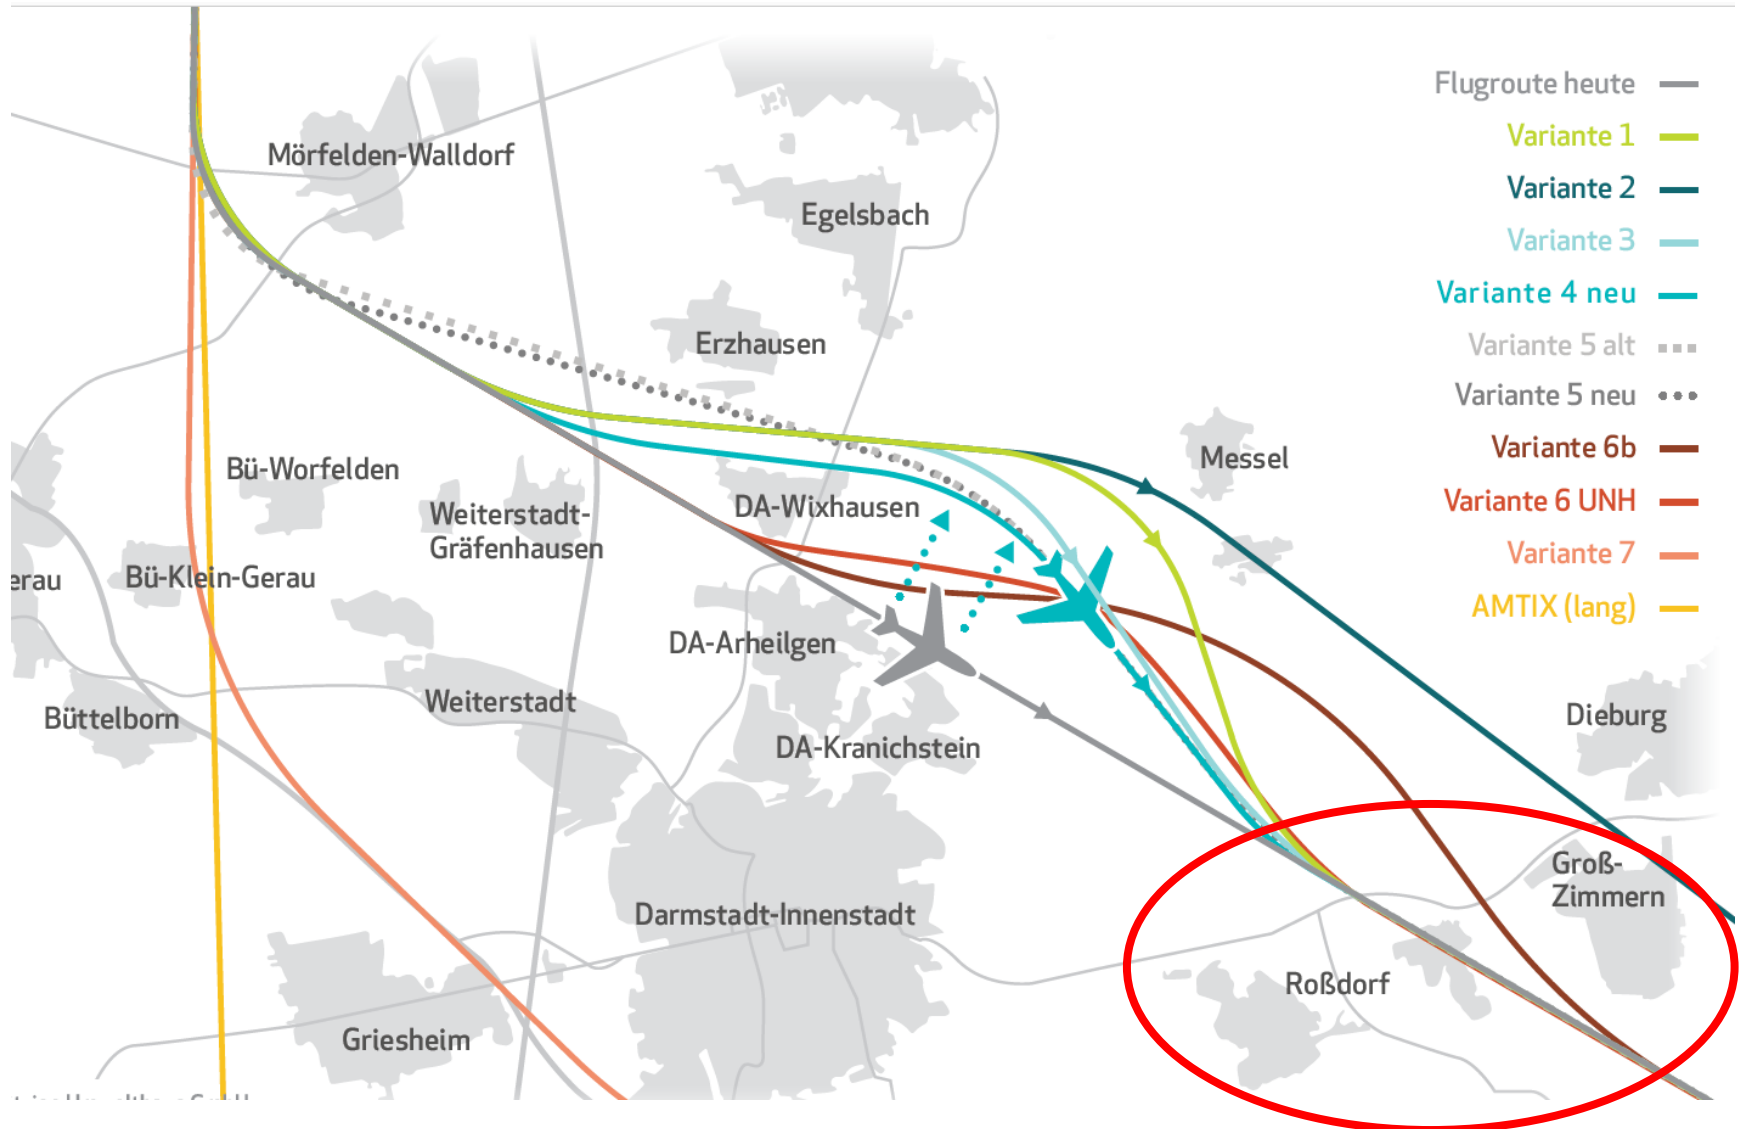 Flugroute heute
Variante 1
Variante 2
Variante 3
Variante 4 neu
Variante 5 alt
Variante 5 neu
Variante 6b
Variante 6 UNH
Variante 7
AMTIX (lang)
Mörfelden-Walldorf
Egelsbach
Erzhausen
Messel
Bü-Worfelden
DA-Wixhausen
Weiterstadt-
Gräfenhausen
erau
Bü-Klein-Gerau
DA-Arheilgen
Weiterstadt
Büttelborn
Dieburg
DA-Kranichstein
Groß-
Zimmern
Darmstadt-Innenstadt
Roßdorf
Griesheim